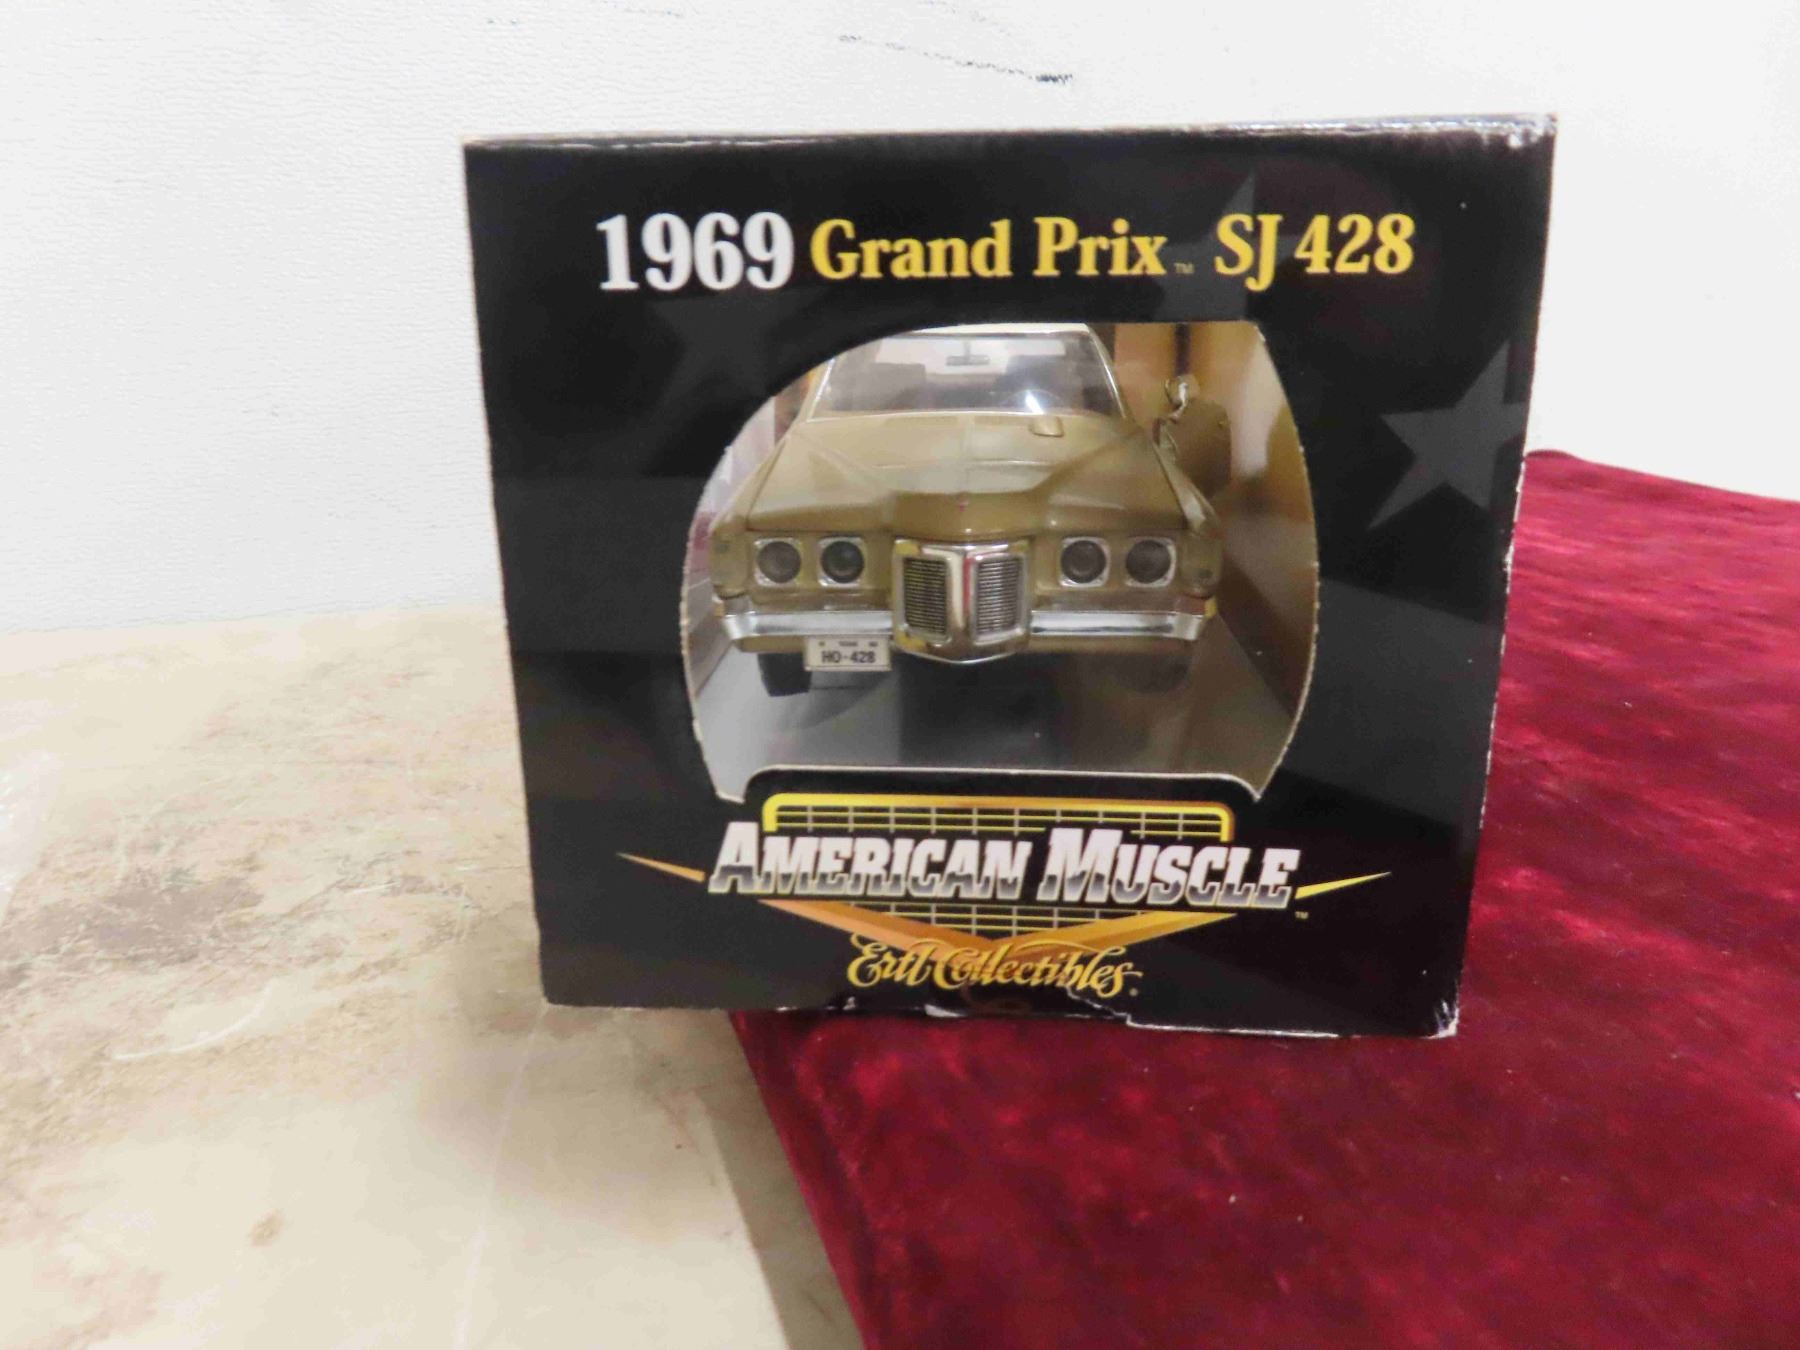 1969 Grand Prix™ SJ 428
HO-428
AMERICAN MUSCLE™
Ertl Collectibles®